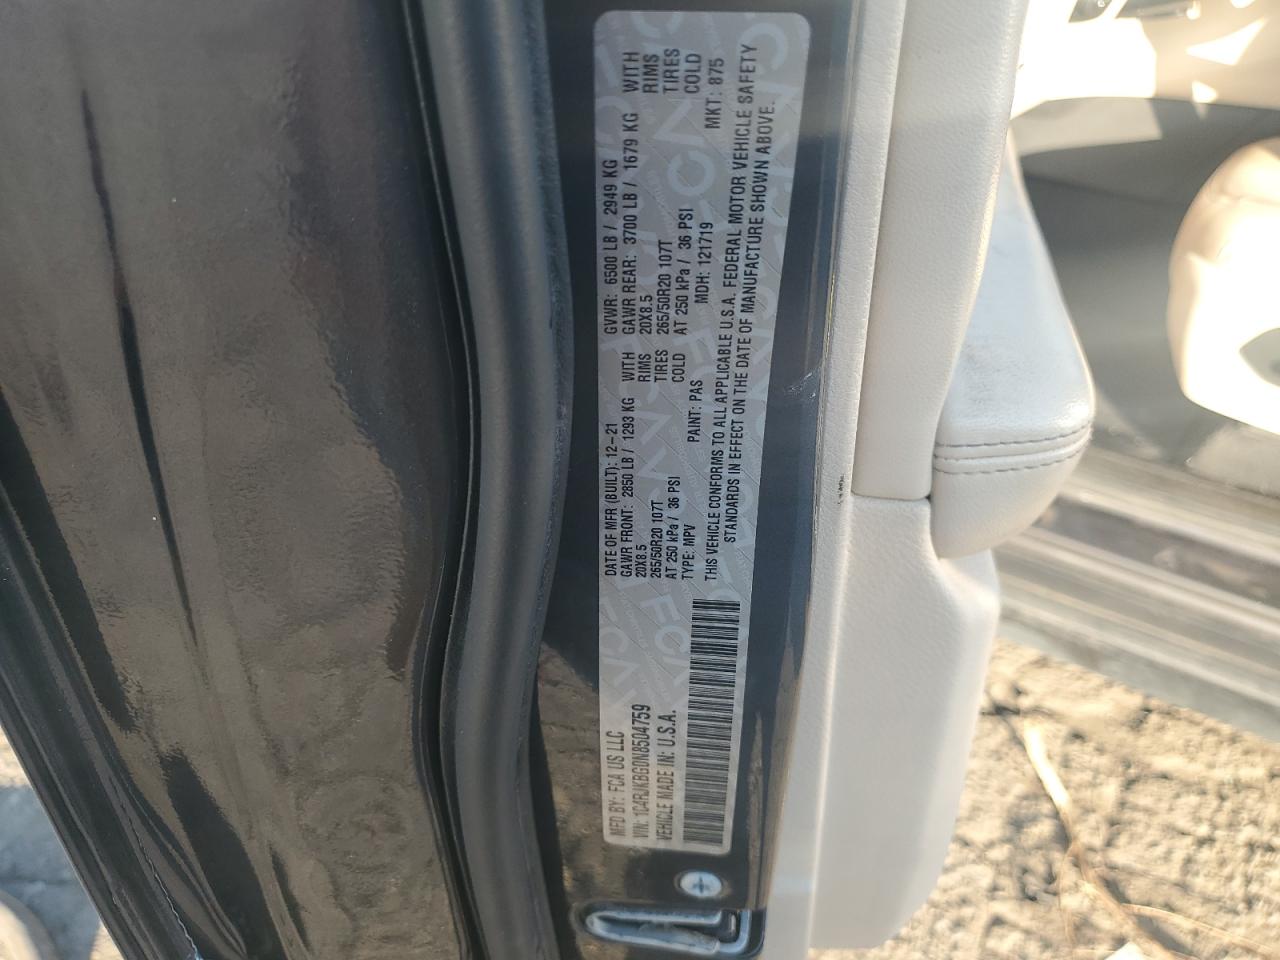 MFD BY: FCA US LLC
VIN: 1C4RJKBG0N8504759
VEHICLE MADE IN: U.S.A.
DATE OF MFR (BUILT): 12-21 GVWR: 6500 LB / 2949 KG
GAWR FRONT: 2850 LB / 1293 KG WITH GAWR REAR: 3700 LB / 1679 KG WITH
20X8.5 RIMS 20X8.5 RIMS
265/50R20 107T TIRES 265/50R20 107T TIRES
AT 250 kPa / 36 PSI COLD AT 250 kPa / 36 PSI COLD
TYPE: MPV PAINT: PAS MDH: 121719 MKT: 875
THIS VEHICLE CONFORMS TO ALL APPLICABLE U.S.A. FEDERAL MOTOR VEHICLE SAFETY
STANDARDS IN EFFECT ON THE DATE OF MANUFACTURE SHOWN ABOVE.